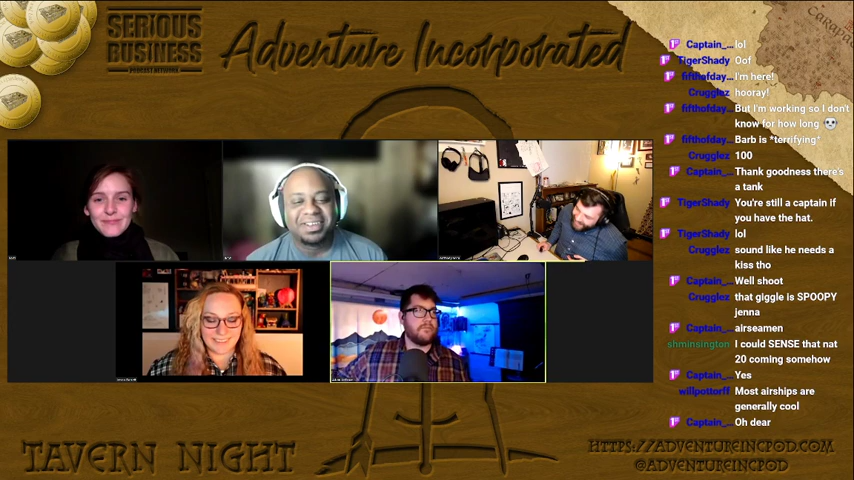 SERIOUS
BUSINESS
PODCAST NETWORK
Adventure Incorporated
CARAPAC
Captain_... lol
TigerShady Oof
fifthofday... I'm here!
Crugglez hooray!
fifthofday... But I'm working so I don't
know for how long
fifthofday... Barb is *terrifying*
Crugglez 100
Captain_... Thank goodness there's
a tank
TigerShady You're still a captain if
you have the hat.
TigerShady lol
Crugglez sound like he needs a
kiss tho
Captain_... Well shoot
Crugglez that giggle is SPOOPY
jenna
Captain_... airseamen
shminsington I could SENSE that nat
20 coming somehow
Captain_... Yes
willpottorff Most airships are
generally cool
Captain_... Oh dear
TAVERN NIGHT
HTTPS://ADVENTUREINCPOD.COM
@ADVENTUREINCPOD